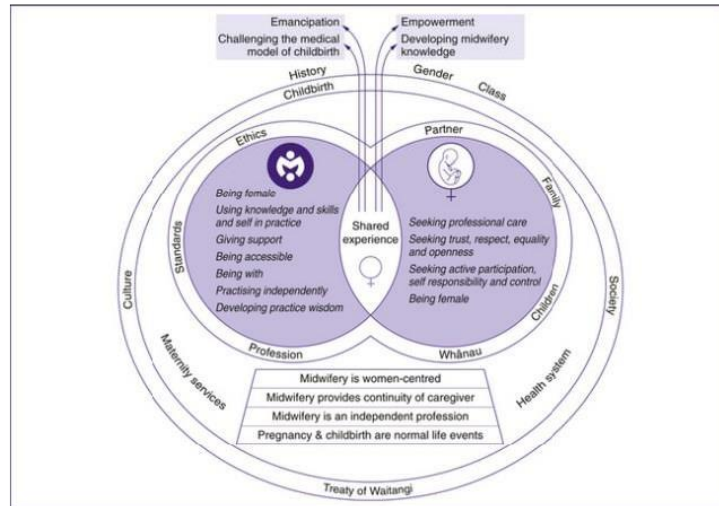 Emancipation
Challenging the medical
model of childbirth
Empowerment
Developing midwifery
knowledge
History
Gender
Class
Childbirth
Ethics
Partner
Family
Standards
Children
Culture
Society
Being female
Using knowledge and skills
and self in practice
Giving support
Being accessible
Being with
Practising independently
Developing practice wisdom
Shared
experience
Seeking professional care
Seeking trust, respect, equality
and openness
Seeking active participation,
self responsibility and control
Being female
Profession
Whânau
Maternity services
Health system
Midwifery is women-centred
Midwifery provides continuity of caregiver
Midwifery is an independent profession
Pregnancy & childbirth are normal life events
Treaty of Waitangi